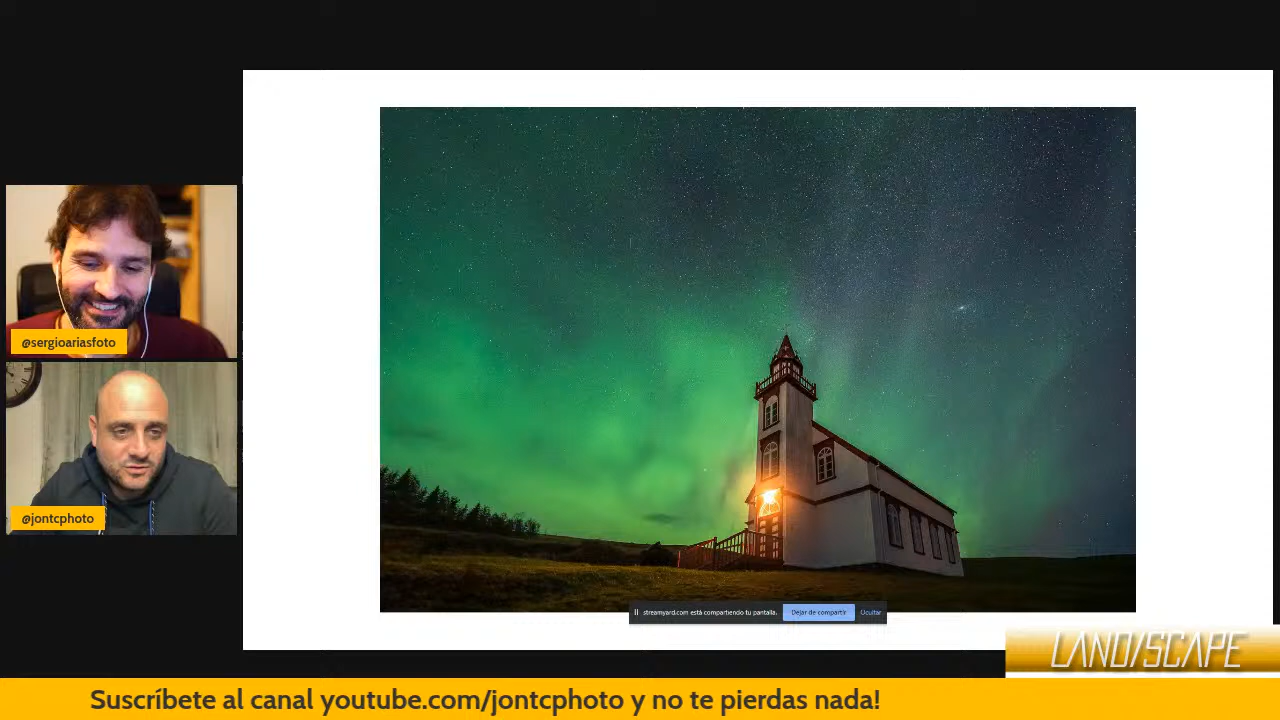 @sergioariasfoto
@jontcphoto
streamyard.com está compartiendo tu pantalla.
Dejar de compartir
Ocultar
LAND/SCAPE
Suscríbete al canal youtube.com/jontcphoto y no te pierdas nada!